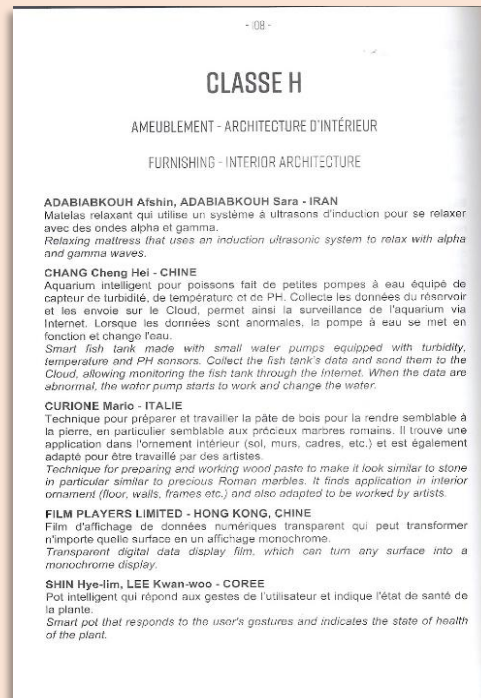 - 108 -
CLASSE H
AMEUBLEMENT - ARCHITECTURE D'INTÉRIEUR
FURNISHING - INTERIOR ARCHITECTURE
ADABIABKOUH Afshin, ADABIABKOUH Sara - IRAN
Matelas relaxant qui utilise un système à ultrasons d'induction pour se relaxer
avec des ondes alpha et gamma.
Relaxing mattress that uses an induction ultrasonic system to relax with alpha
and gamma waves.
CHANG Cheng Hei - CHINE
Aquarium intelligent pour poissons fait de petites pompes à eau équipé de
capteur de turbidité, de température et de PH. Collecte les données du réservoir
et les envoie sur le Cloud, permet ainsi la surveillance de l'aquarium via
Internet. Lorsque les données sont anormales, la pompe à eau se met en
fonction et change l'eau.
Smart fish tank made with small water pumps equipped with turbidity,
temperature and PH sensors. Collect the fish tank's data and send them to the
Cloud, allowing monitoring the fish tank through the Internet. When the data are
abnormal, the water pump starts to work and change the water.
CURIONE Mario - ITALIE
Technique pour préparer et travailler la pâte de bois pour la rendre semblable à
la pierre, en particulier semblable aux précieux marbres romains. Il trouve une
application dans l'ornement intérieur (sol, murs, cadres, etc.) et est également
adapté pour être travaillé par des artistes.
Technique for preparing and working wood paste to make it look similar to stone
in particular similar to precious Roman marbles. It finds application in interior
ornament (floor, walls, frames etc.) and also adapted to be worked by artists.
FILM PLAYERS LIMITED - HONG KONG, CHINE
Film d'affichage de données numériques transparent qui peut transformer
n'importe quelle surface en un affichage monochrome.
Transparent digital data display film, which can turn any surface into a
monochrome display.
SHIN Hye-lim, LEE Kwan-woo - COREE
Pot intelligent qui répond aux gestes de l'utilisateur et indique l'état de santé de
la plante.
Smart pot that responds to the user's gestures and indicates the state of health
of the plant.